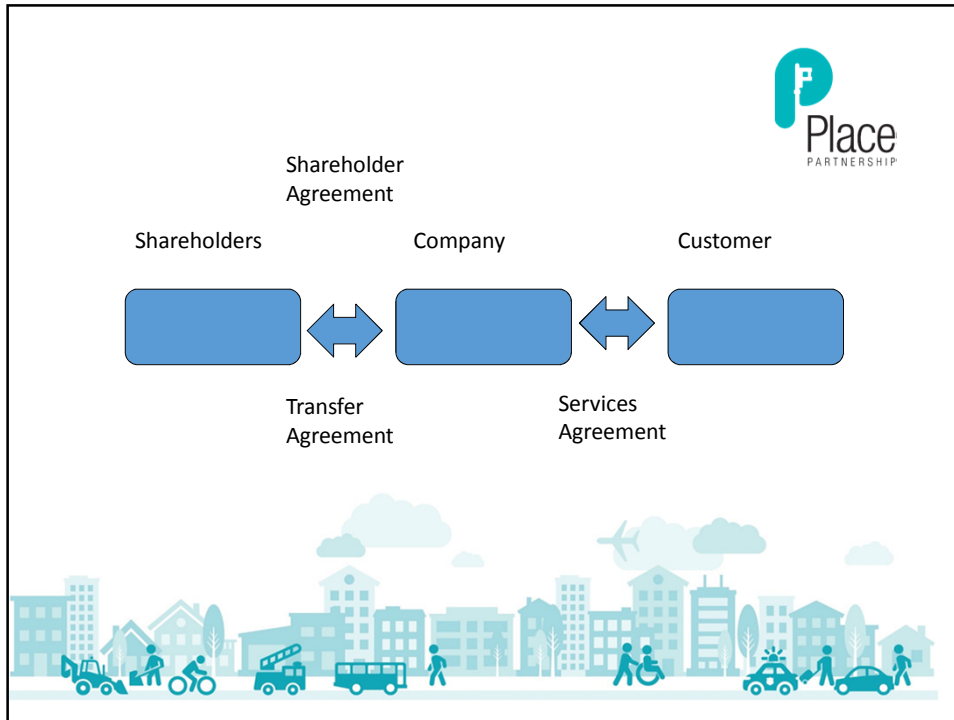 Place
PARTNERSHIP
Shareholder
Agreement
Shareholders
Company
Customer
Transfer
Agreement
Services
Agreement